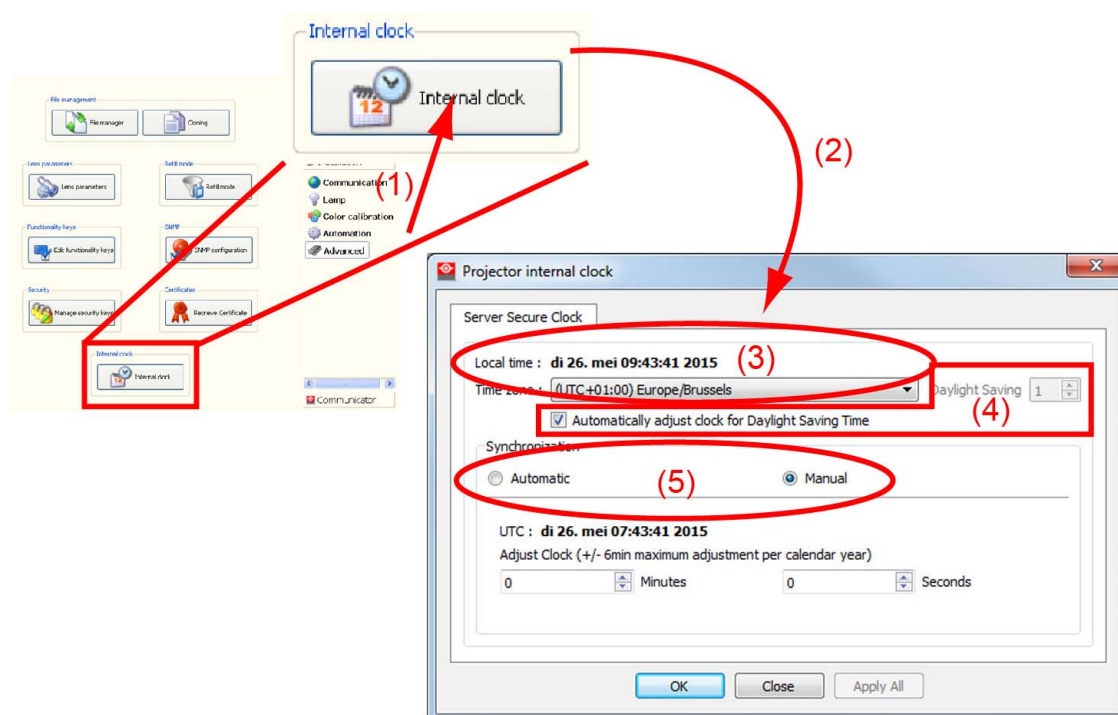 Internal clock
Internal clock
(1)
(2)
File management
File manager
Cloning
Lens parameters
Lens parameters
Refill mode
Refill mode
Functionality keys
Edit functionality keys
SNMP
SNMP configuration
Security
Manage security keys
Certificates
Retrieve Certificate
Internal clock
Internal clock
Communication
Lamp
Color calibration
Automation
Advanced
Communicator
Projector internal clock
Server Secure Clock
Local time : di 26. mei 09:43:41 2015
(3)
Time zone : (UTC+01:00) Europe/Brussels
Daylight Saving 1
(4)
Automatically adjust clock for Daylight Saving Time
Synchronization
Automatic
(5)
Manual
UTC : di 26. mei 07:43:41 2015
Adjust Clock (+/- 6min maximum adjustment per calendar year)
0 Minutes 0 Seconds
OK Close Apply All